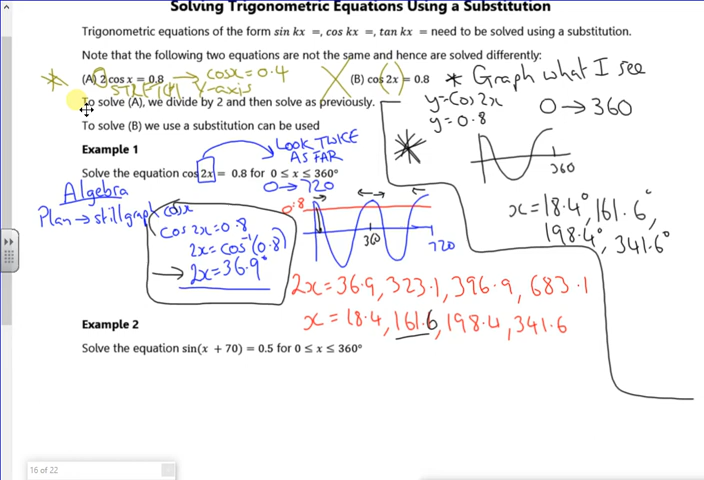 Solving Trigonometric Equations Using a Substitution
Trigonometric equations of the form sin kx =, cos kx =, tan kx = need to be solved using a substitution.
Note that the following two equations are not the same and hence are solved differently:
(A) 2 cos x = 0.8 → cosx = 0.4 (B) cos(2x) = 0.8
STRETCH Y-axis
To solve (A), we divide by 2 and then solve as previously.
To solve (B) we use a substitution can be used
* Graph what I see
y=cos2x
y=0.8
0 → 360
360
x=18.4°, 161.6°,
198.4°, 341.6°
Example 1
LOOK TWICE
AS FAR
Solve the equation cos 2x = 0.8 for 0 ≤ x ≤ 360°
0→720
Algebra
Plan → still graph cosx
cos2x=0.8
2x=cos⁻¹(0.8)
→ 2x=36.9°
0.8
360
720
2x=36.9, 323.1, 396.9, 683.1
x=18.4, 161.6, 198.4, 341.6
Example 2
Solve the equation sin(x + 70) = 0.5 for 0 ≤ x ≤ 360°
16 of 22